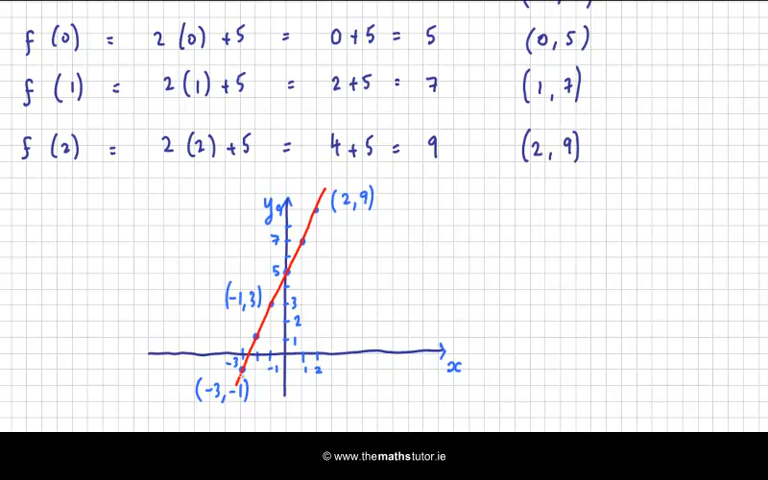 f (0) = 2 (0) + 5 = 0 + 5 = 5 (0, 5)
f (1) = 2 (1) + 5 = 2 + 5 = 7 (1, 7)
f (2) = 2 (2) + 5 = 4 + 5 = 9 (2, 9)
y 9 (2, 9)
7
5
(-1, 3) 3
2
1
-3 -1 1 2 x
(-3, -1)
© www.themathstutor.ie